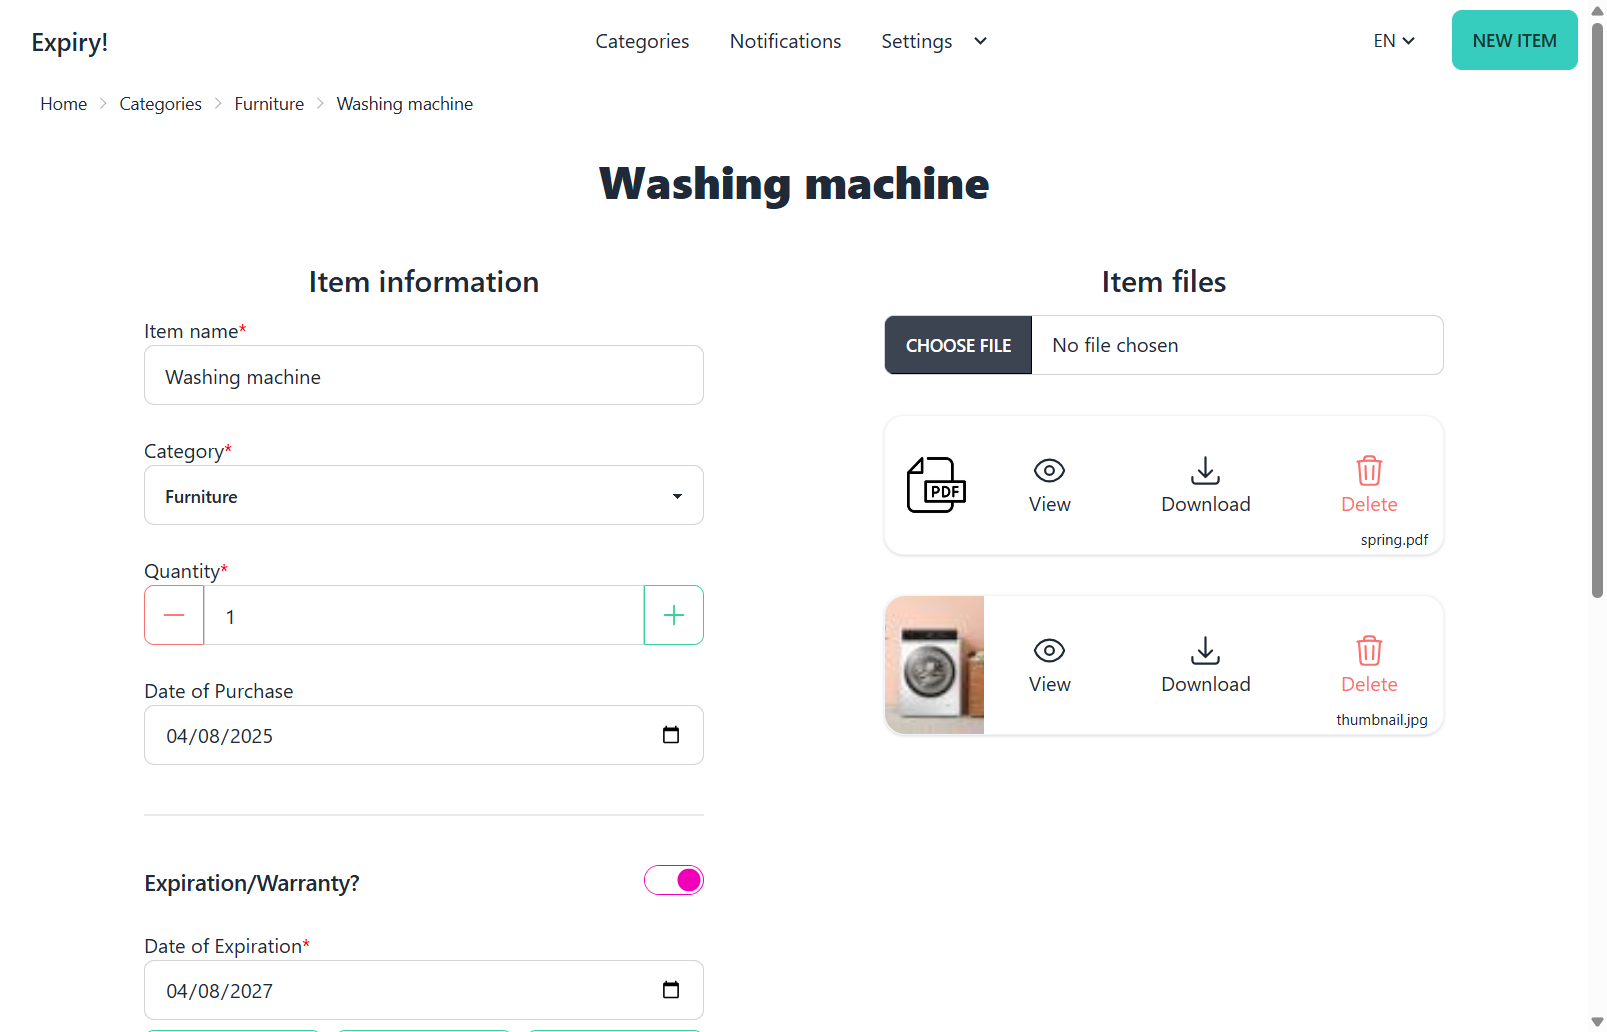 Expiry!
Categories
Notifications
Settings
EN
NEW ITEM
Home
Categories
Furniture
Washing machine
Washing machine
Item information
Item name*
Washing machine
Category*
Furniture
Quantity*
1
Date of Purchase
04/08/2025
Expiration/Warranty?
Date of Expiration*
04/08/2027
Item files
CHOOSE FILE
No file chosen
PDF
View
Download
Delete
spring.pdf
View
Download
Delete
thumbnail.jpg